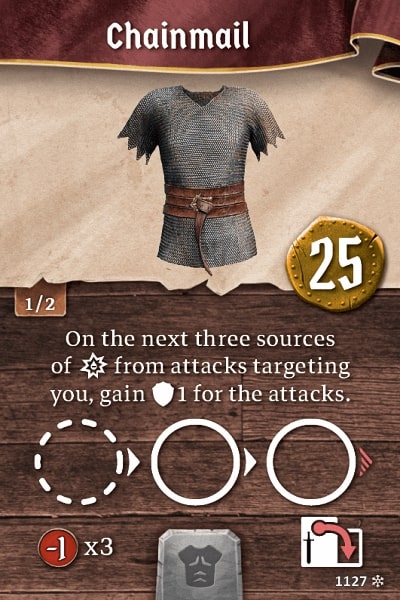 Chainmail
25
1/2
On the next three sources
of from attacks targeting
you, gain 1 for the attacks.
-1 x3
1127